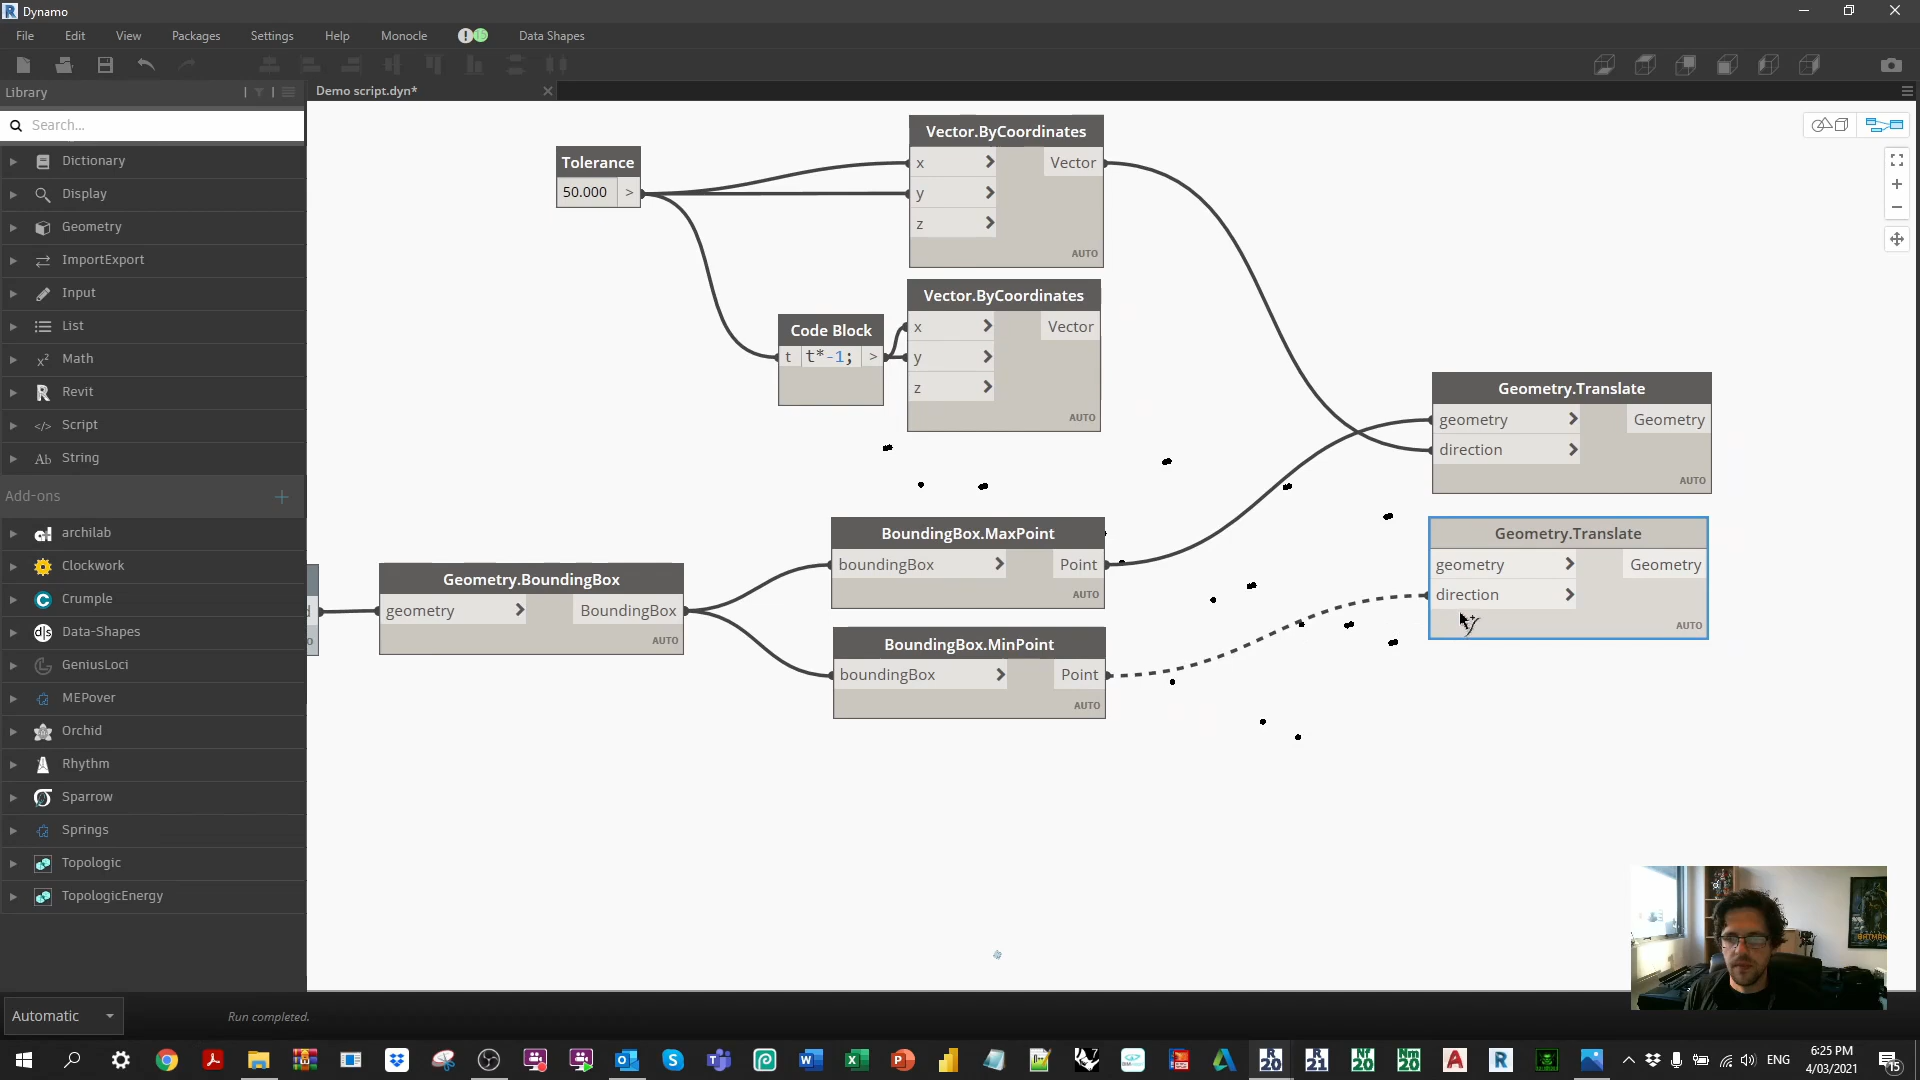 Dynamo
File Edit View Packages Settings Help Monocle Data Shapes
Library
Demo script.dyn*
Search...
Dictionary
Display
Geometry
ImportExport
Input
List
Math
Revit
Script
String
Add-ons
archilab
Clockwork
Crumple
Data-Shapes
GeniusLoci
MEPover
Orchid
Rhythm
Sparrow
Springs
Topologic
TopologicEnergy
Tolerance
50.000 >
Vector.ByCoordinates
x Vector
y
z
AUTO
Code Block
t t*-1; >
Vector.ByCoordinates
x Vector
y
z
AUTO
Geometry.BoundingBox
geometry BoundingBox
AUTO
BoundingBox.MaxPoint
boundingBox Point
AUTO
BoundingBox.MinPoint
boundingBox Point
AUTO
Geometry.Translate
geometry Geometry
direction
AUTO
Geometry.Translate
geometry Geometry
direction
AUTO
Automatic
Run completed.
ENG
6:25 PM
4/03/2021
15